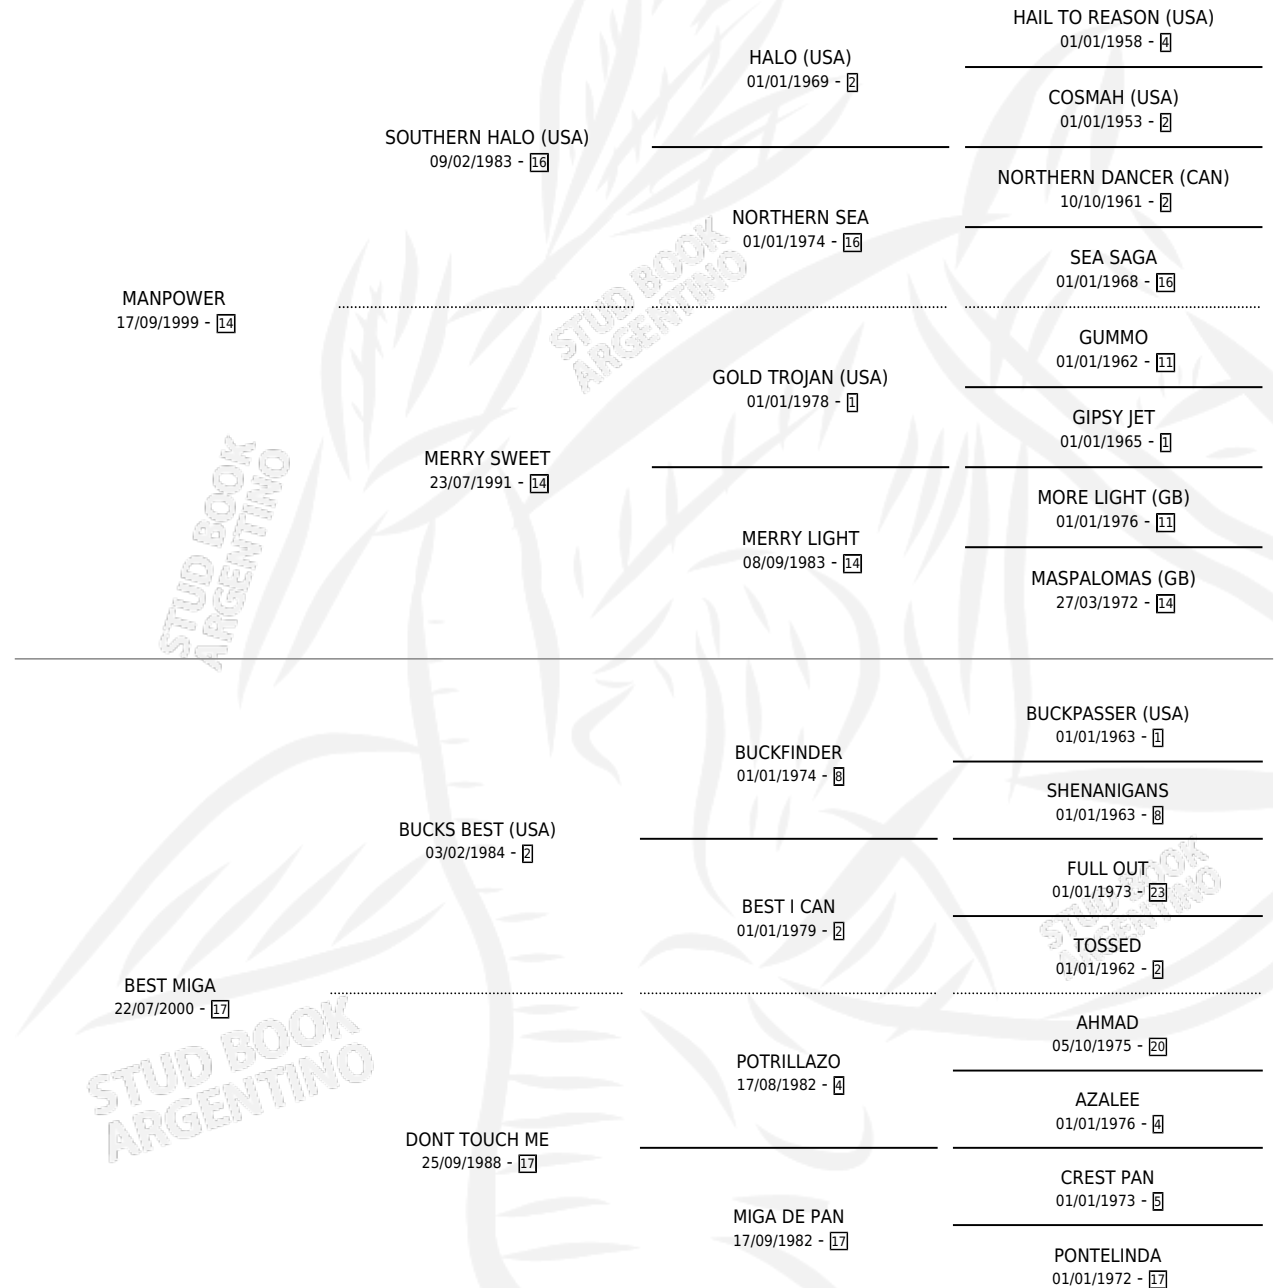 HAIL TO REASON (USA)
01/01/1958 - 4
HALO (USA)
01/01/1969 - 2
COSMAH (USA)
01/01/1953 - 2
SOUTHERN HALO (USA)
09/02/1983 - 16
NORTHERN DANCER (CAN)
10/10/1961 - 2
NORTHERN SEA
01/01/1974 - 16
SEA SAGA
01/01/1968 - 16
STUD BOOK
ARGENTINO
MANPOWER
17/09/1999 - 14
GUMMO
01/01/1962 - 11
GOLD TROJAN (USA)
01/01/1978 - 1
GIPSY JET
01/01/1965 - 1
MERRY SWEET
23/07/1991 - 14
MORE LIGHT (GB)
01/01/1976 - 11
MERRY LIGHT
08/09/1983 - 14
MASPALOMAS (GB)
27/03/1972 - 14
STUD BOOK
ARGENTINO
BUCKPASSER (USA)
01/01/1963 - 1
BUCKFINDER
01/01/1974 - 8
SHENANIGANS
01/01/1963 - 8
BUCKS BEST (USA)
03/02/1984 - 2
FULL OUT
01/01/1973 - 23
BEST I CAN
01/01/1979 - 2
TOSSED
01/01/1962 - 2
STUD BOOK
ARGENTINO
BEST MIGA
22/07/2000 - 17
AHMAD
05/10/1975 - 20
POTRILLAZO
17/08/1982 - 4
AZALEE
01/01/1976 - 4
STUD BOOK
ARGENTINO
DONT TOUCH ME
25/09/1988 - 17
CREST PAN
01/01/1973 - 5
MIGA DE PAN
17/09/1982 - 17
PONTELINDA
01/01/1972 - 17